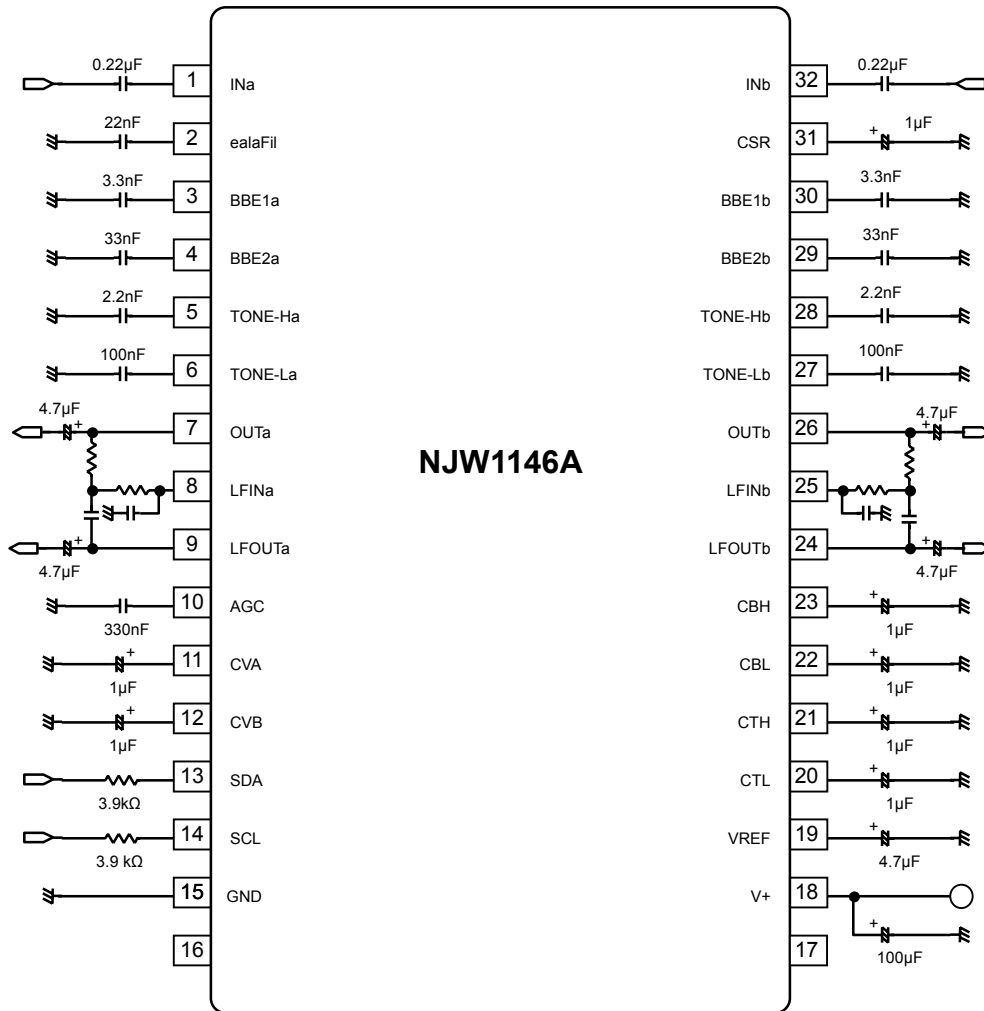 0.22µF
1
INa
INb
32
0.22µF
22nF
2
ealaFil
CSR
31
+
1µF
3.3nF
3
BBE1a
BBE1b
30
3.3nF
33nF
4
BBE2a
BBE2b
29
33nF
2.2nF
5
TONE-Ha
TONE-Hb
28
2.2nF
100nF
6
TONE-La
TONE-Lb
27
100nF
4.7µF
+
7
OUTa
OUTb
26
+
4.7µF
NJW1146A
8
LFINa
LFINb
25
+
4.7µF
9
LFOUTa
LFOUTb
24
+
4.7µF
10
AGC
330nF
CBH
23
+
1µF
11
CVA
+
1µF
CBL
22
+
1µF
12
CVB
+
1µF
CTH
21
+
1µF
13
SDA
3.9kΩ
CTL
20
+
1µF
14
SCL
3.9 kΩ
VREF
19
+
4.7µF
15
GND
V+
18
+
100µF
16
17